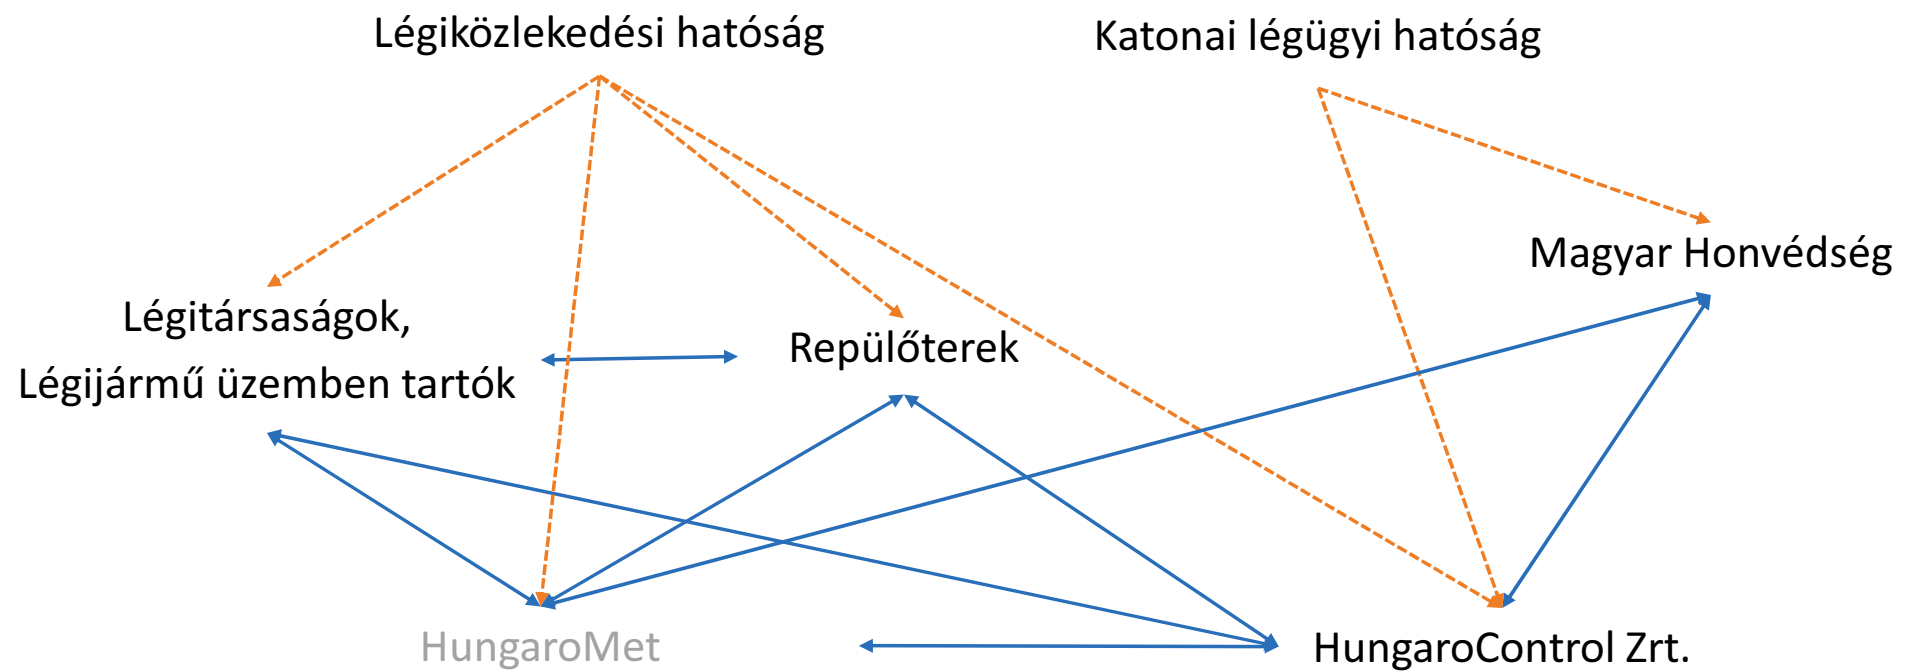 Légiközlekedési hatóság
Katonai légügyi hatóság
Magyar Honvédség
Légitársaságok,
Légijármű üzemben tartók
Repülőterek
HungaroMet
HungaroControl Zrt.